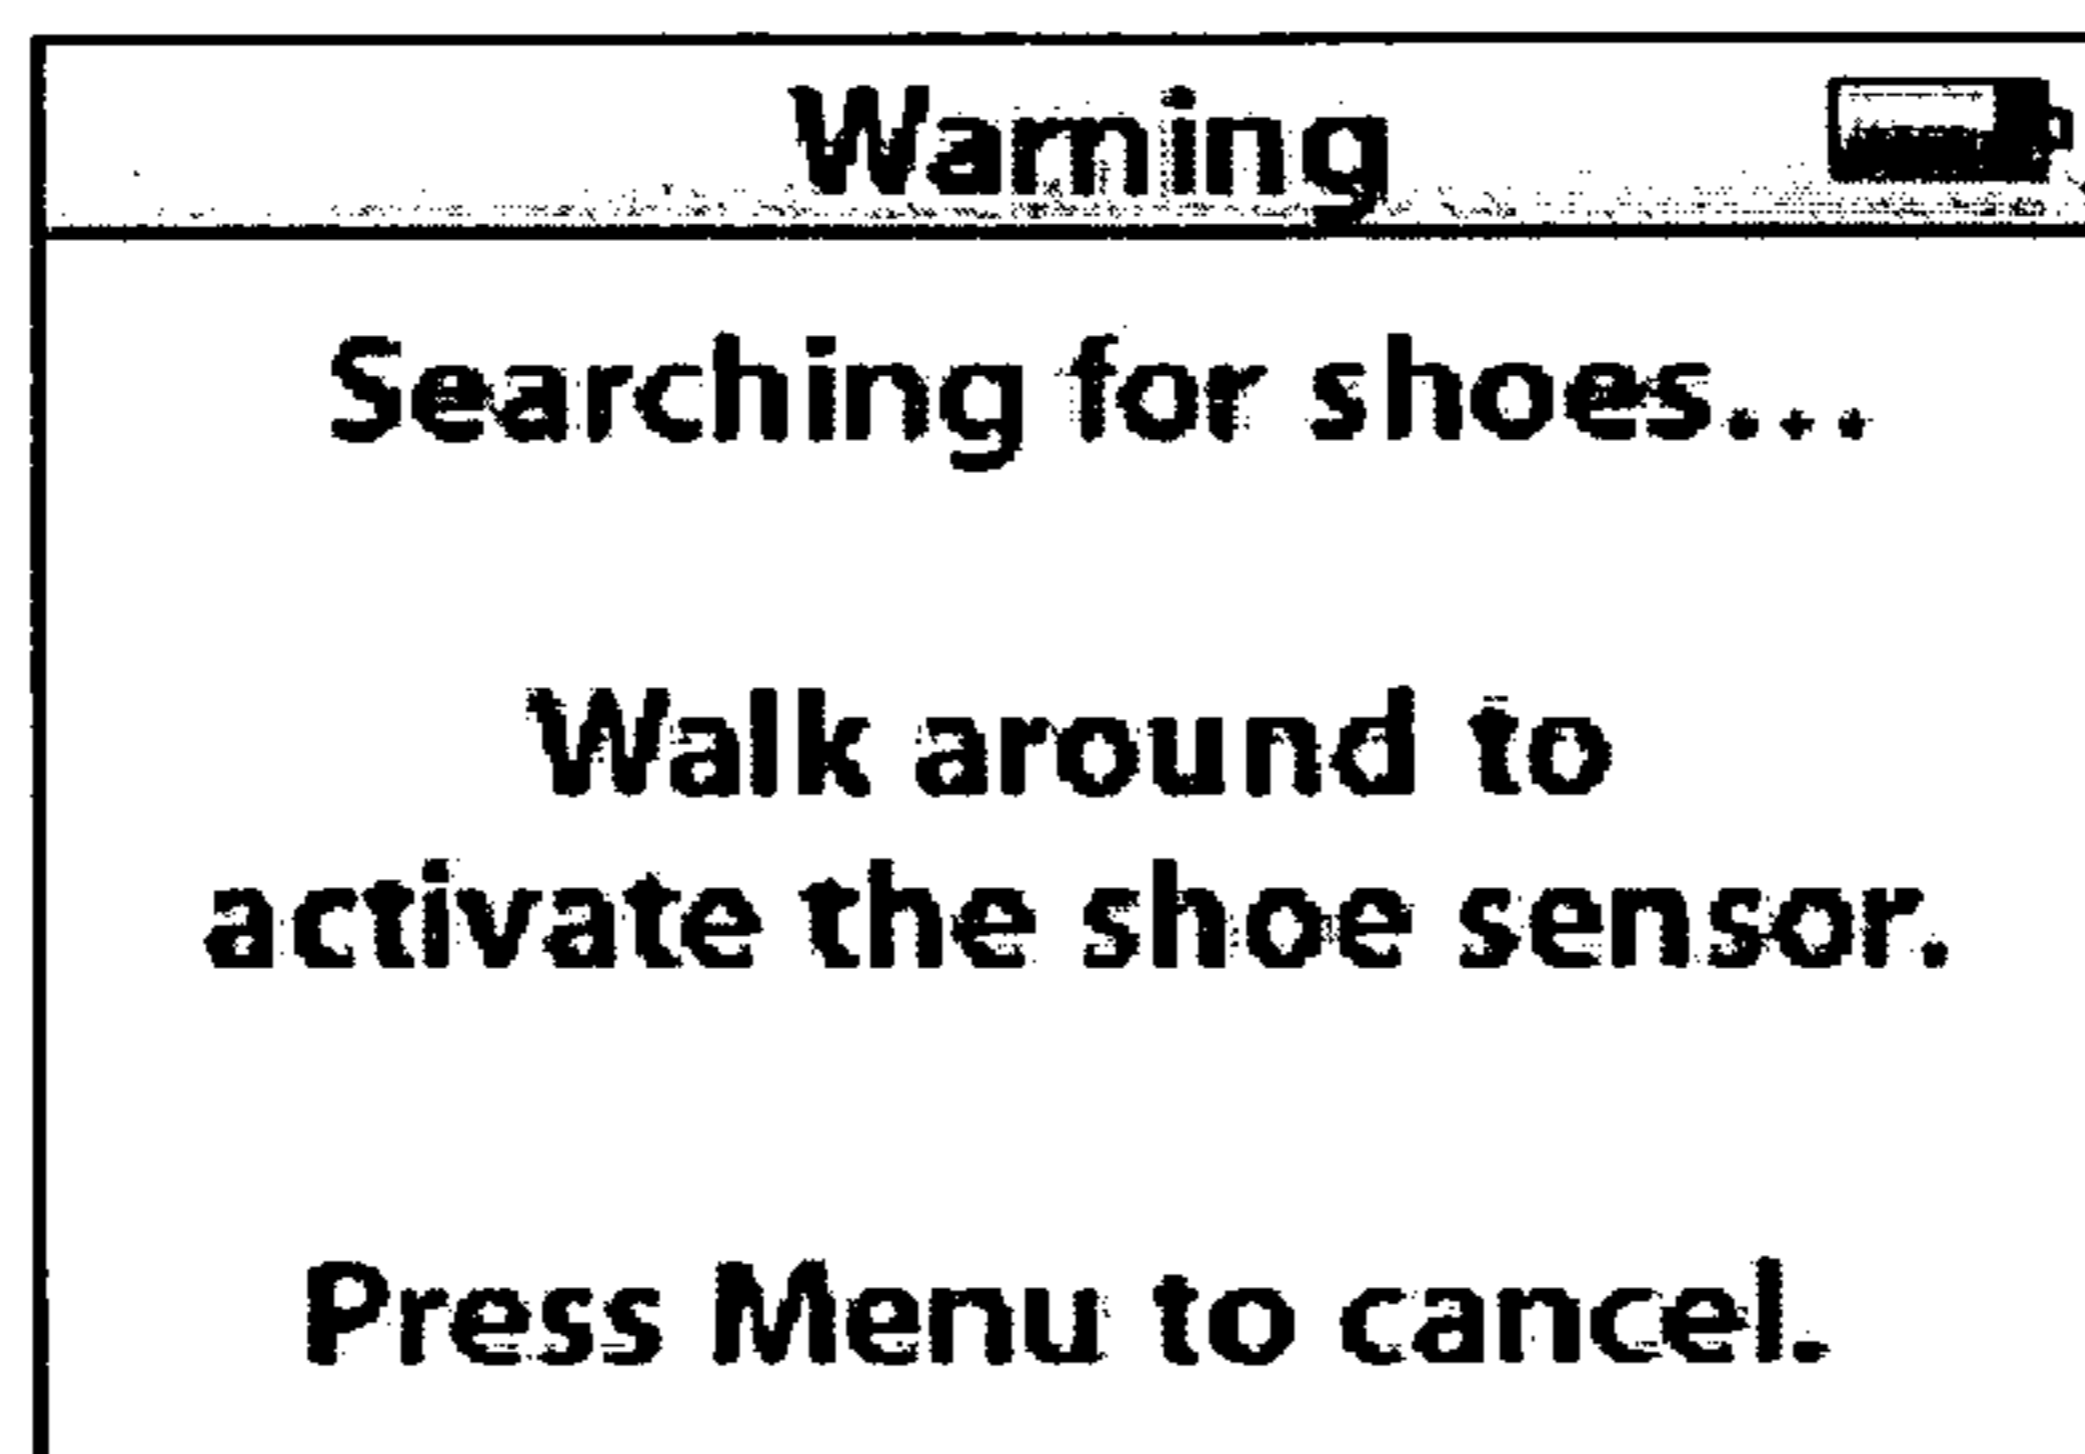 Warning
Searching for shoes...
Walk around to
activate the shoe sensor.
Press Menu to cancel.